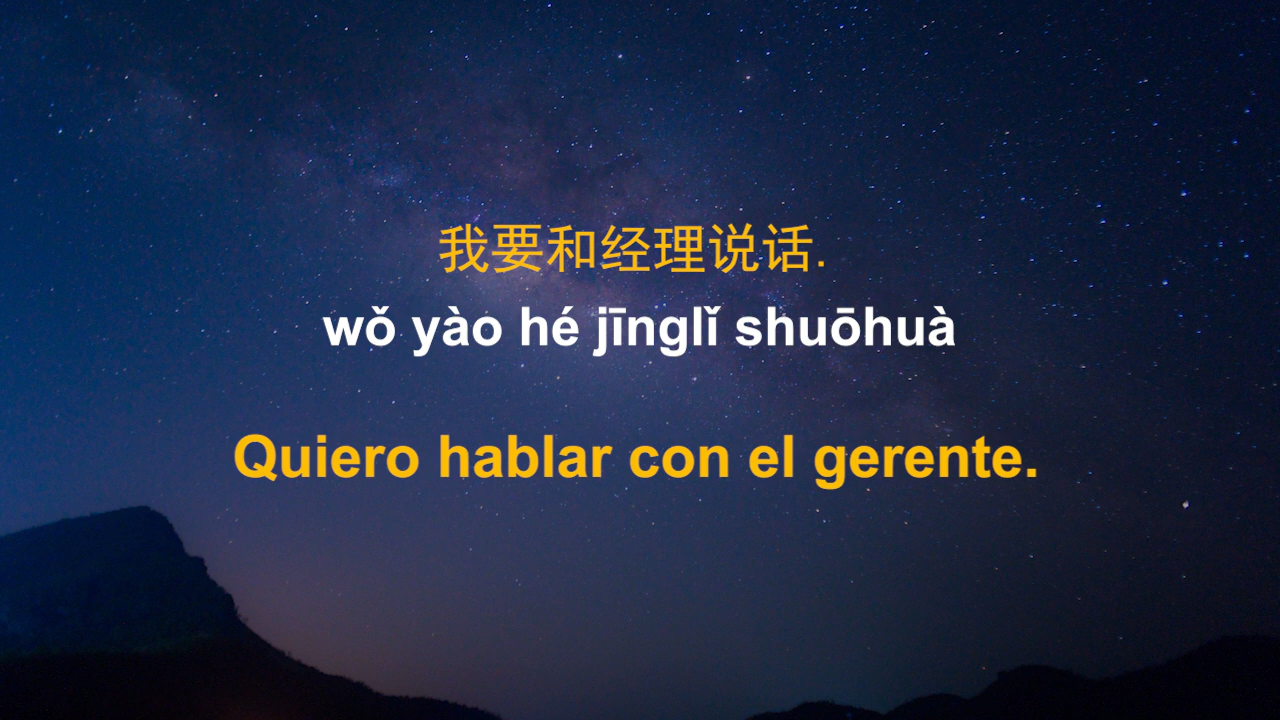 我要和经理说话.
wǒ yào hé jīnglǐ shuōhuà
Quiero hablar con el gerente.